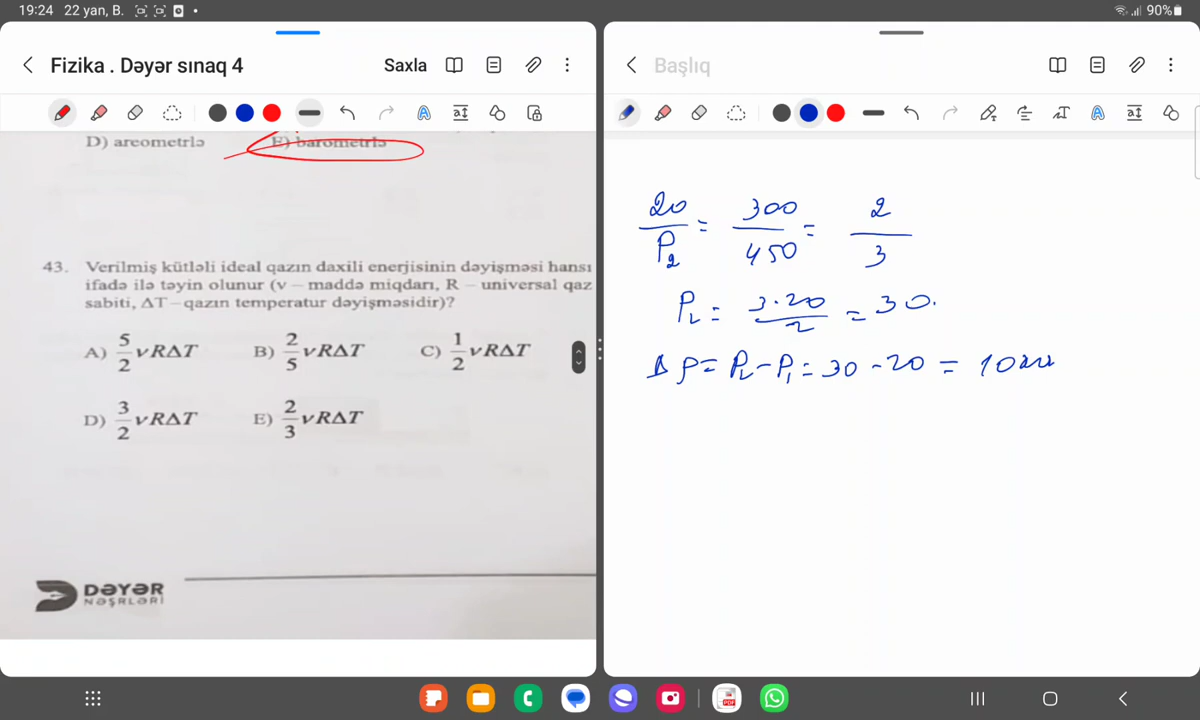 19:24 22 yan, B. 90%
Fizika . Dəyər sınaq 4 Saxla
D) areometrlə E) barometrlə
43. Verilmiş kütləli ideal qazın daxili enerjisinin dəyişməsi hansı
ifadə ilə təyin olunur (ν – maddə miqdarı, R – universal qaz
sabiti, ΔT – qazın temperatur dəyişməsidir)?
A) 5/2 νRΔT B) 2/5 νRΔT C) 1/2 νRΔT
D) 3/2 νRΔT E) 2/3 νRΔT
DƏYƏR
NƏŞRLƏRİ
Başlıq
20/P₂ = 300/450 = 2/3
P₂ = 3·20/2 = 30.
Δp = P₂ - P₁ = 30 - 20 = 10